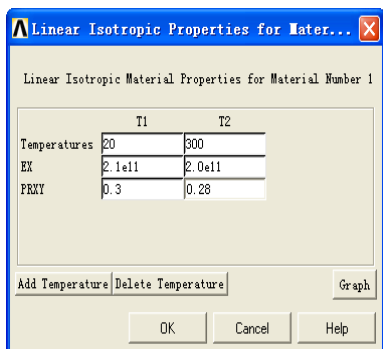 Linear Isotropic Properties for Mater...
Linear Isotropic Material Properties for Material Number 1
T1 T2
Temperatures 20 300
EX 2.1e11 2.0e11
PRXY 0.3 0.28
Add Temperature Delete Temperature Graph
OK Cancel Help